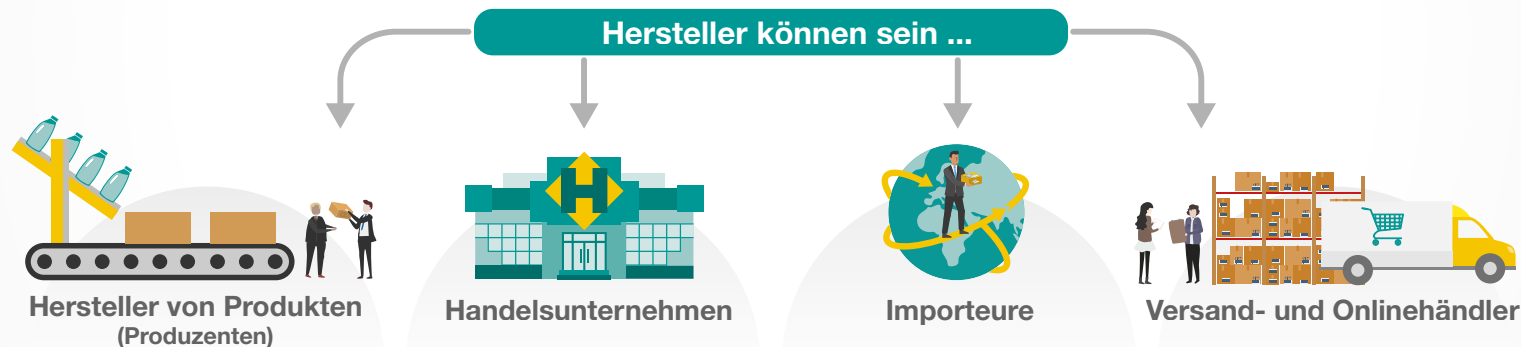 Hersteller können sein ...
H
Hersteller von Produkten
(Produzenten)
Handelsunternehmen
Importeure
Versand- und Onlinehändler